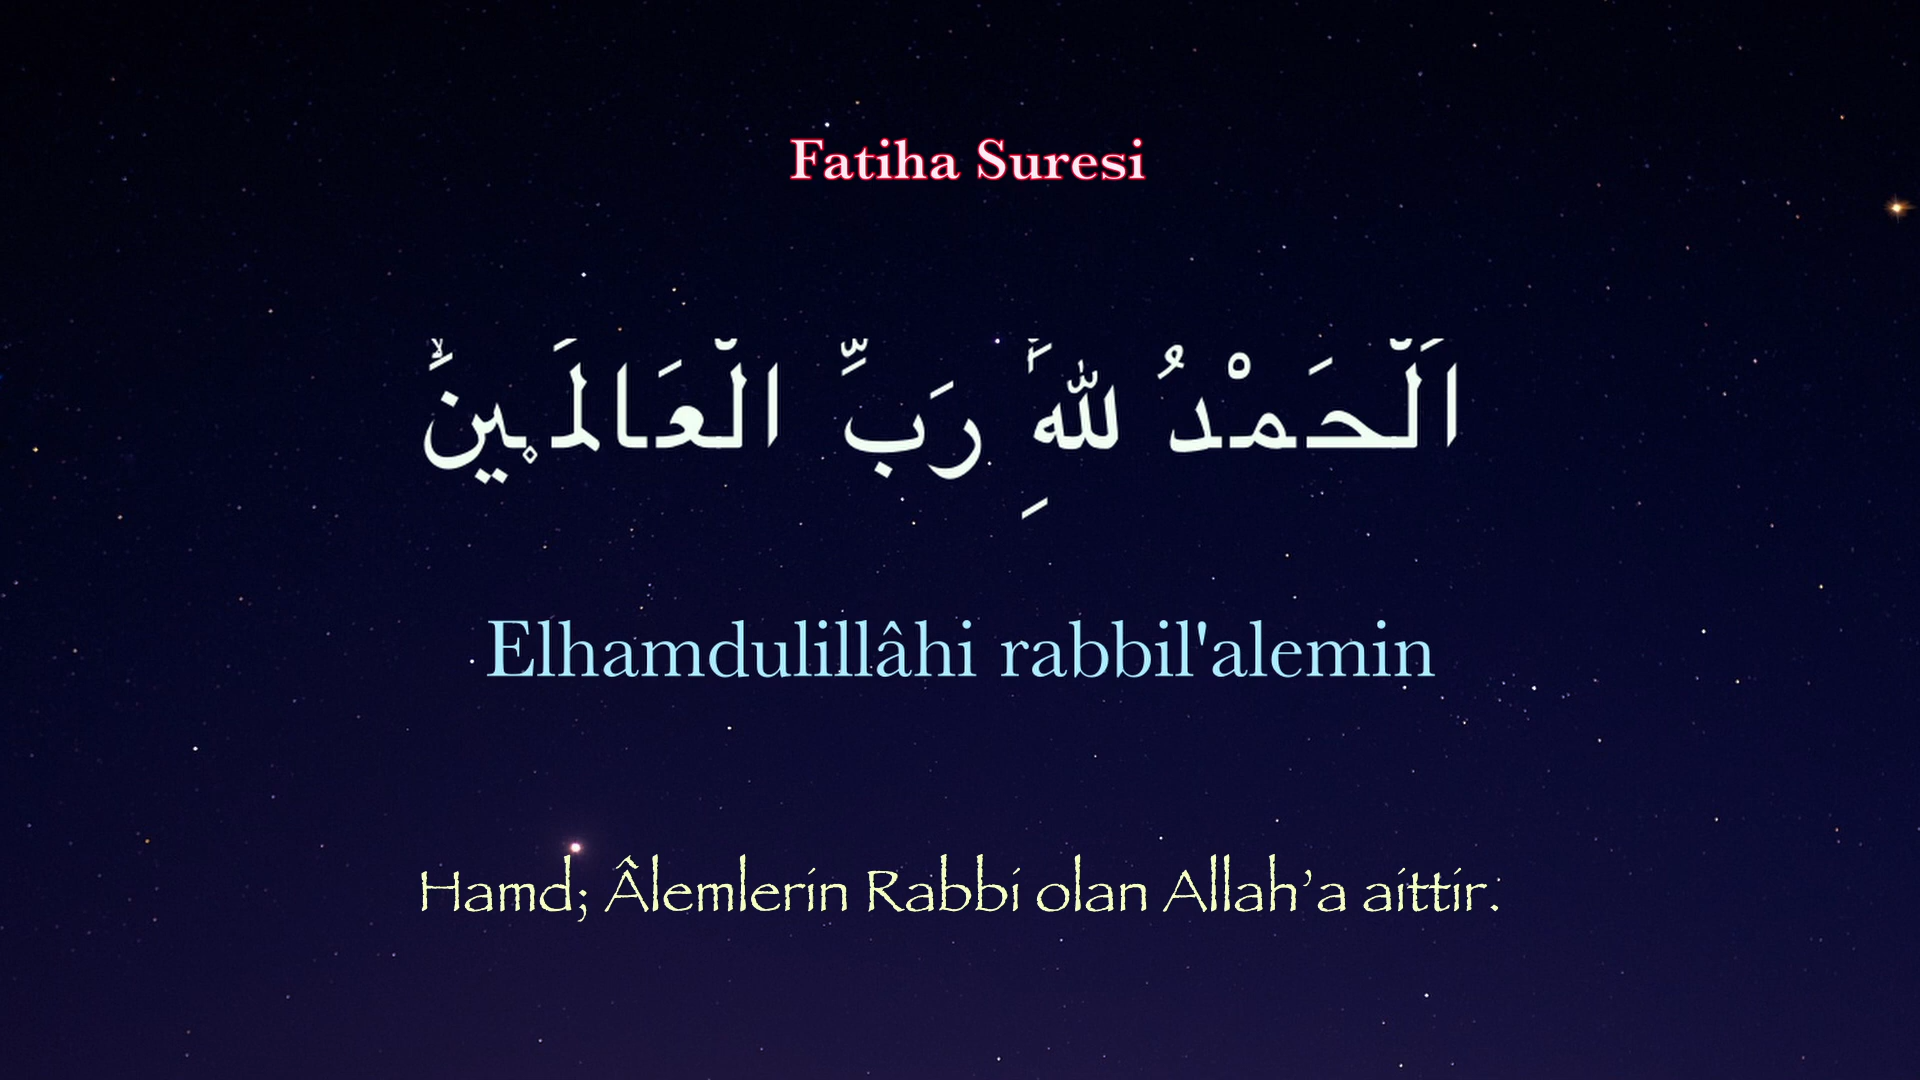 Fatiha Suresi
اَلْحَمْدُ لِلّٰهِ رَبِّ الْعَالَم۪ينَۙ
Elhamdulillâhi rabbil'alemin
Hamd; Âlemlerin Rabbi olan Allah’a aittir.